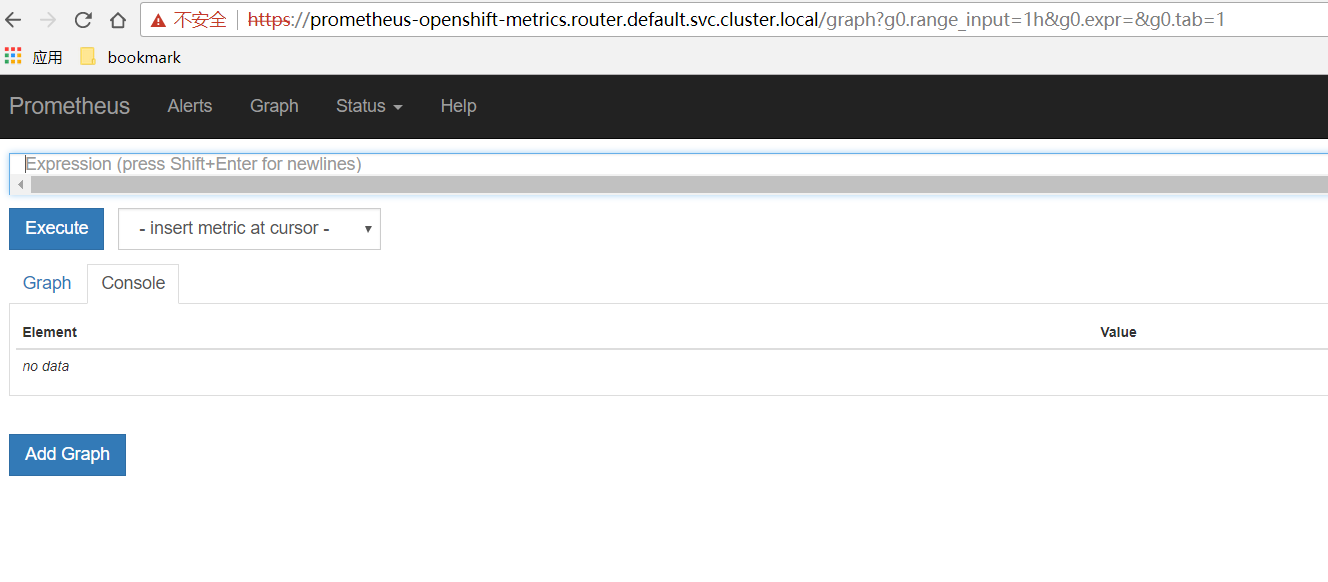 不安全 https://prometheus-openshift-metrics.router.default.svc.cluster.local/graph?g0.range_input=1h&g0.expr=&g0.tab=1
应用 bookmark
Prometheus Alerts Graph Status Help
Expression (press Shift+Enter for newlines)
Execute - insert metric at cursor -
Graph Console
Element Value
no data
Add Graph